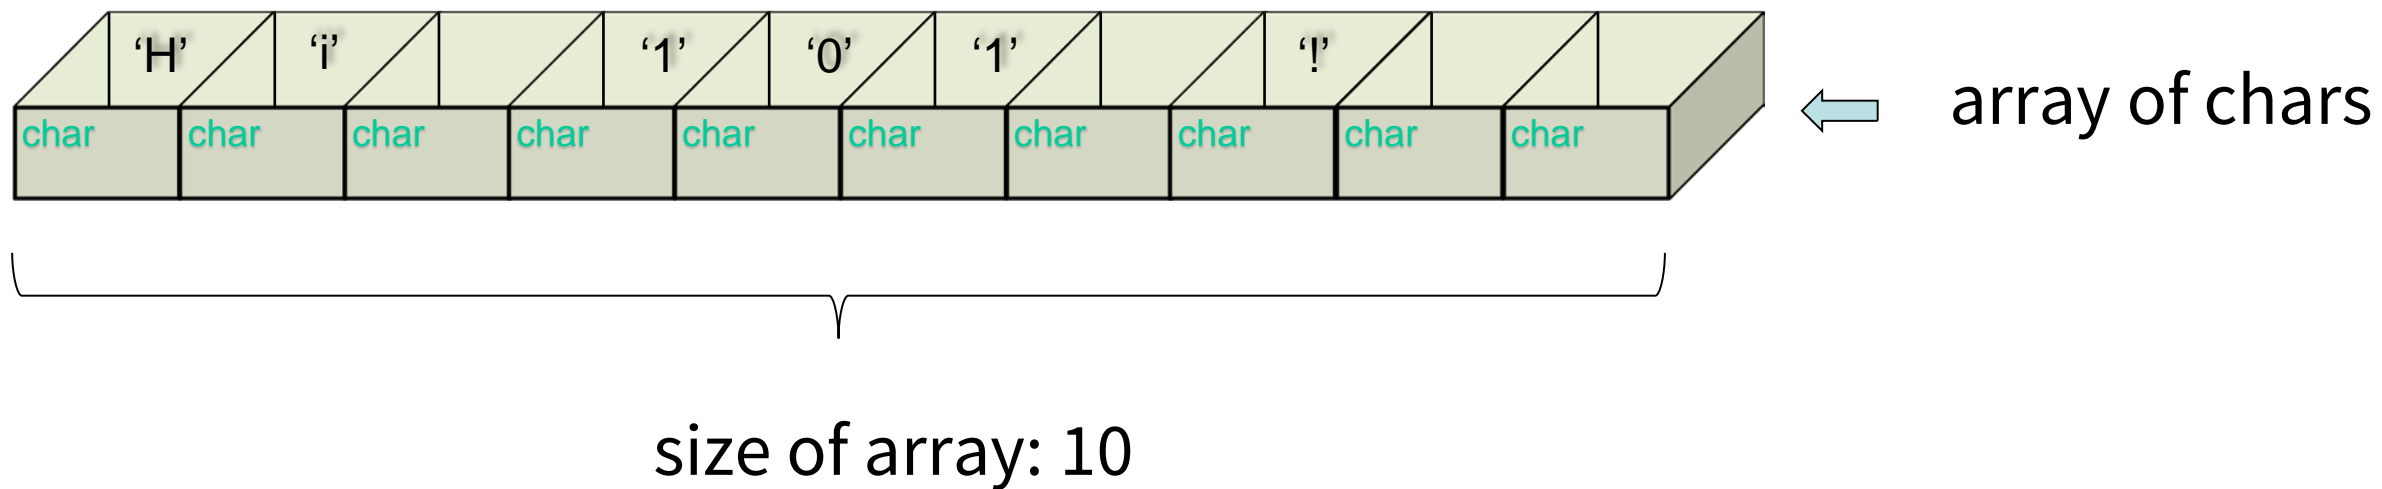 ‘H’ ‘i’ ‘1’ ‘0’ ‘1’ ‘!’
array of chars
char char char char char char char char char char
size of array: 10